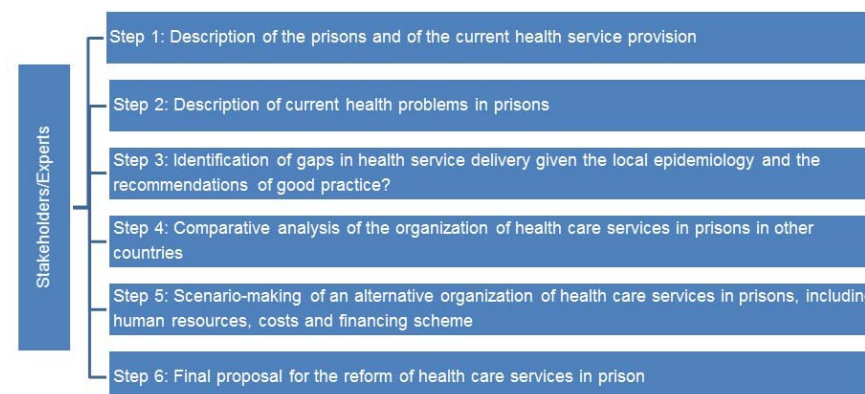 Stakeholders/Experts
Step 1: Description of the prisons and of the current health service provision
Step 2: Description of current health problems in prisons
Step 3: Identification of gaps in health service delivery given the local epidemiology and the
recommendations of good practice?
Step 4: Comparative analysis of the organization of health care services in prisons in other
countries
Step 5: Scenario-making of an alternative organization of health care services in prisons, including
human resources, costs and financing scheme
Step 6: Final proposal for the reform of health care services in prison